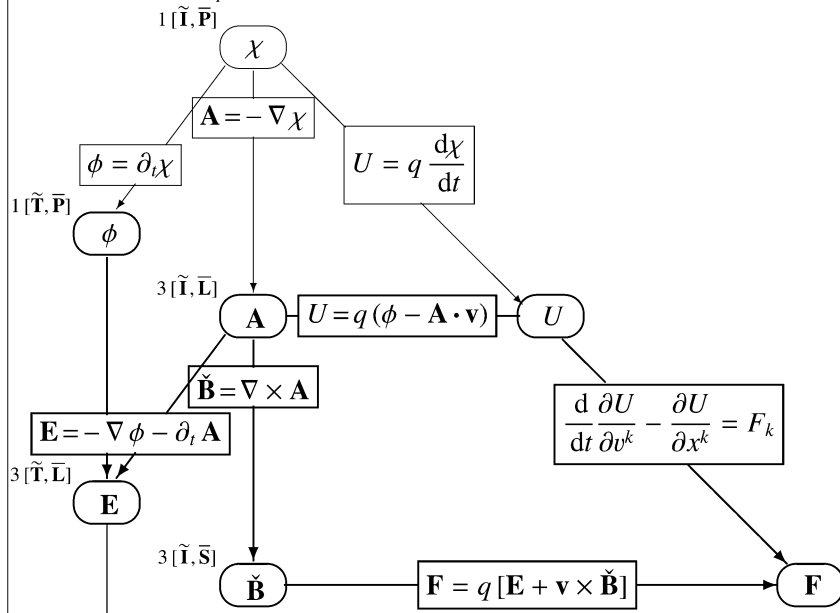 1 [Ĩ, P̅]
χ
A = − ∇ χ
ϕ = ∂ₜχ
U = q dχ/dt
1 [T̃, P̅]
ϕ
3 [Ĩ, L̅]
A
U = q (ϕ − A · v)
U
B̌ = ∇ × A
d/dt ∂U/∂vᵏ − ∂U/∂xᵏ = Fₖ
E = − ∇ ϕ − ∂ₜ A
3 [T̃, L̅]
E
3 [Ĩ, S̅]
B̌
F = q [E + v × B̌]
F